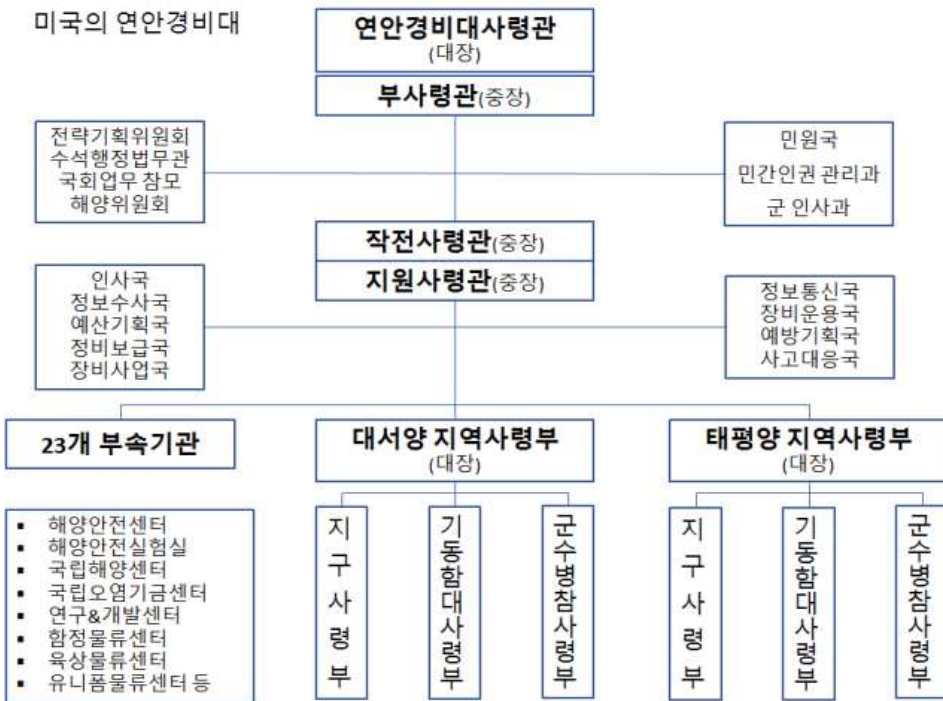 미국의 연안경비대
연안경비대사령관
(대장)
부사령관(중장)
전략기획위원회
수석행정법무관
국회업무 참모
해양위원회
민원국
민간인권 관리과
군 인사과
작전사령관(중장)
지원사령관(중장)
인사국
정보수사국
예산기획국
정비보급국
장비사업국
정보통신국
장비운용국
예방기획국
사고대응국
23개 부속기관
대서양 지역사령부
(대장)
태평양 지역사령부
(대장)
▪ 해양안전센터
▪ 해양안전실험실
▪ 국립해양센터
▪ 국립오염기금센터
▪ 연구&개발센터
▪ 함정물류센터
▪ 육상물류센터
▪ 유니폼물류센터 등
지구사령부
기동함대사령부
군수병참사령부
지구사령부
기동함대사령부
군수병참사령부